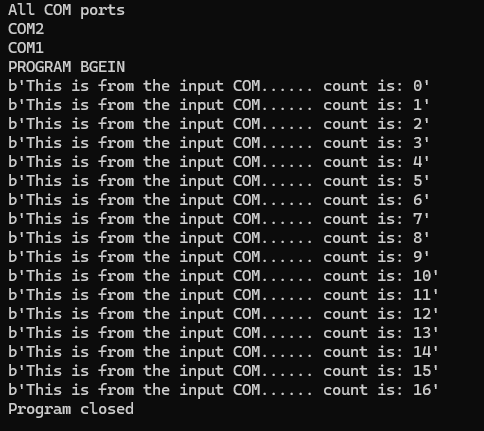 All COM ports
COM2
COM1
PROGRAM BGEIN
b'This is from the input COM...... count is: 0'
b'This is from the input COM...... count is: 1'
b'This is from the input COM...... count is: 2'
b'This is from the input COM...... count is: 3'
b'This is from the input COM...... count is: 4'
b'This is from the input COM...... count is: 5'
b'This is from the input COM...... count is: 6'
b'This is from the input COM...... count is: 7'
b'This is from the input COM...... count is: 8'
b'This is from the input COM...... count is: 9'
b'This is from the input COM...... count is: 10'
b'This is from the input COM...... count is: 11'
b'This is from the input COM...... count is: 12'
b'This is from the input COM...... count is: 13'
b'This is from the input COM...... count is: 14'
b'This is from the input COM...... count is: 15'
b'This is from the input COM...... count is: 16'
Program closed